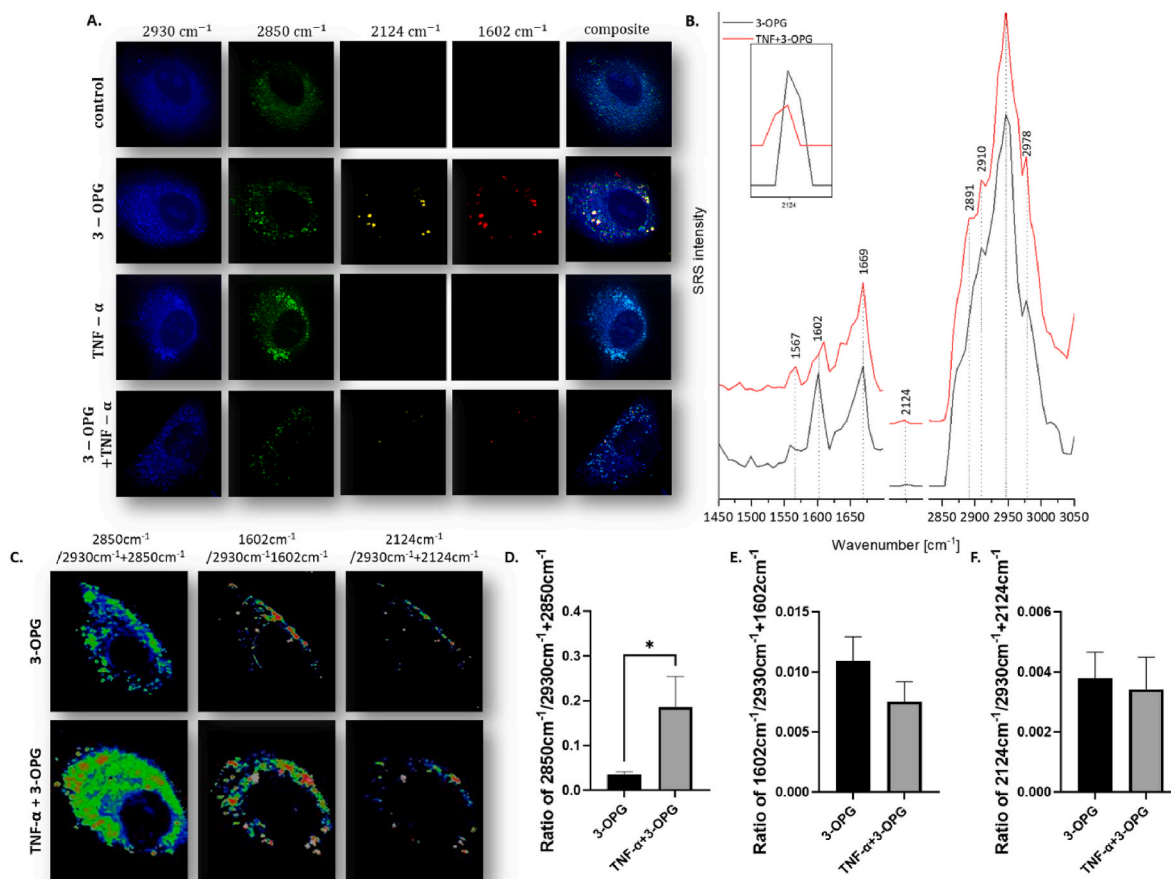 A.
2930 cm⁻¹ 2850 cm⁻¹ 2124 cm⁻¹ 1602 cm⁻¹ composite
control
3 − OPG
TNF − α
3 − OPG
+TNF − α
B.
3-OPG
TNF+3-OPG
2124
1567
1602
1669
2124
2891
2910
2978
SRS intensity
1450 1500 1550 1600 1650 2850 2900 2950 3000 3050
Wavenumber [cm⁻¹]
C.
2850cm⁻¹
/2930cm⁻¹+2850cm⁻¹
1602cm⁻¹
/2930cm⁻¹1602cm⁻¹
2124cm⁻¹
/2930cm⁻¹+2124cm⁻¹
3-OPG
TNF-α + 3-OPG
D.
Ratio of 2850cm⁻¹/2930cm⁻¹+2850cm⁻¹
0.4
0.3
0.2
0.1
0.0
*
3-OPG
TNF-α+3-OPG
E.
Ratio of 1602cm⁻¹/2930cm⁻¹+1602cm⁻¹
0.015
0.010
0.005
0.000
3-OPG
TNF-α+3-OPG
F.
Ratio of 2124cm⁻¹/2930cm⁻¹+2124cm⁻¹
0.006
0.004
0.002
0.000
3-OPG
TNF-α+3-OPG